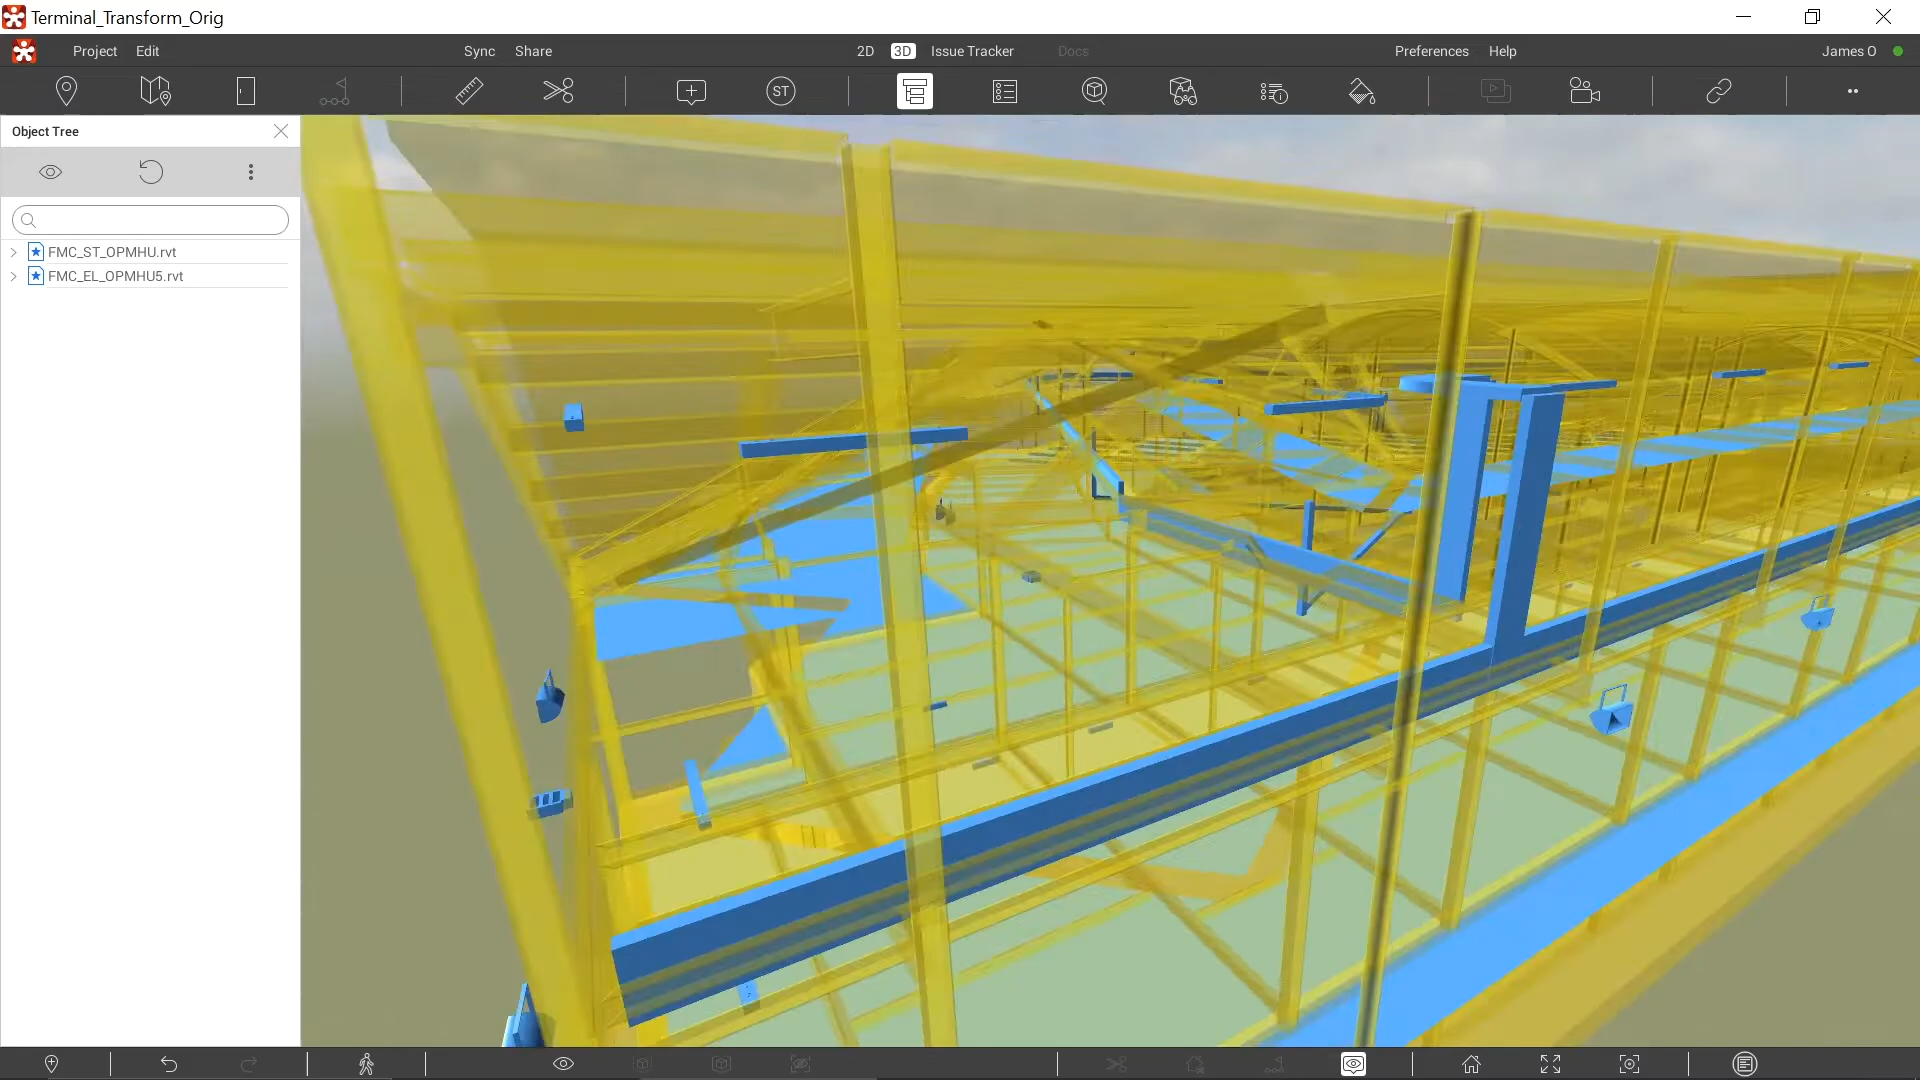 Terminal_Transform_Orig
Project Edit Sync Share 2D 3D Issue Tracker Docs Preferences Help James O
ST
Object Tree
FMC_ST_OPMHU.rvt
FMC_EL_OPMHU5.rvt